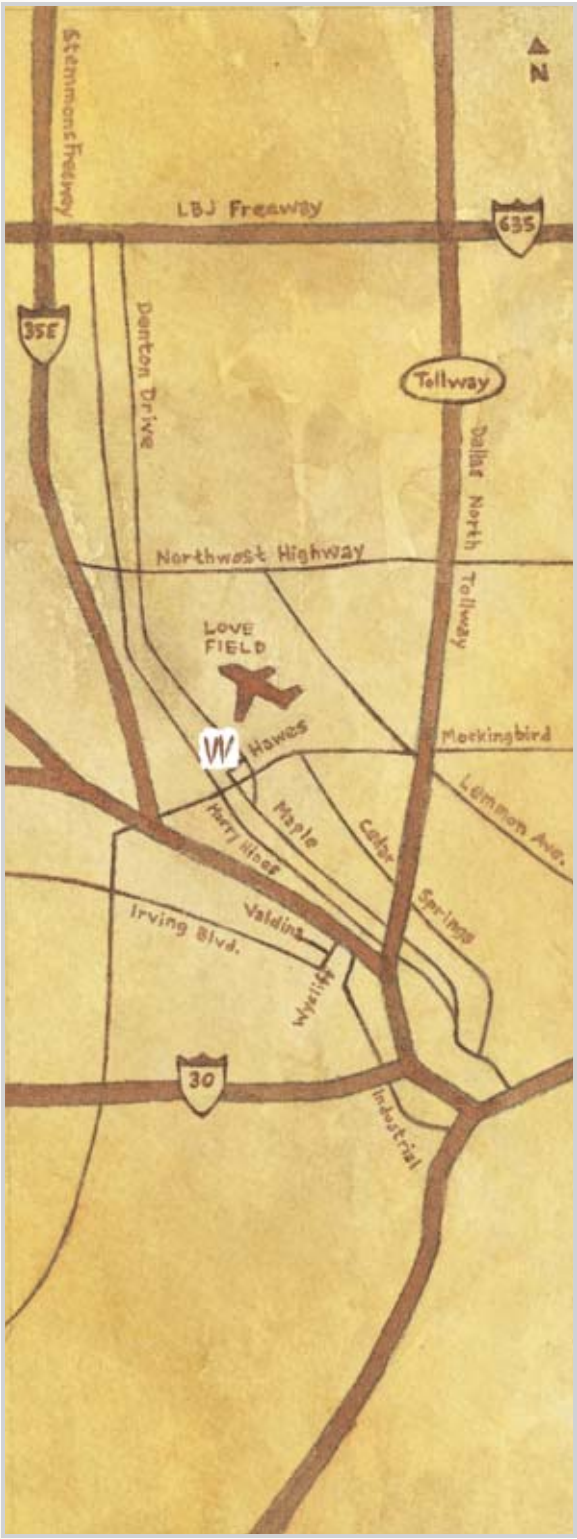 N
Stemmons Freeway
LBJ Freeway
635
35E
Denton Drive
Tollway
Dallas North Tollway
Northwest Highway
LOVE
FIELD
W
Hawes
Mockingbird
Lemmon Ave.
Harry Hines
Maple
Cedar Springs
Valdina
Irving Blvd.
Wycliff
30
Industrial